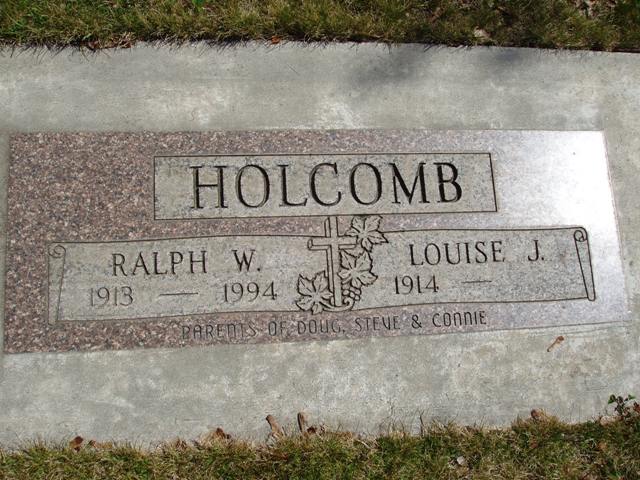 HOLCOMB
RALPH W. LOUISE J.
1913 — 1994 1914 —
PARENTS OF DOUG, STEVE & CONNIE